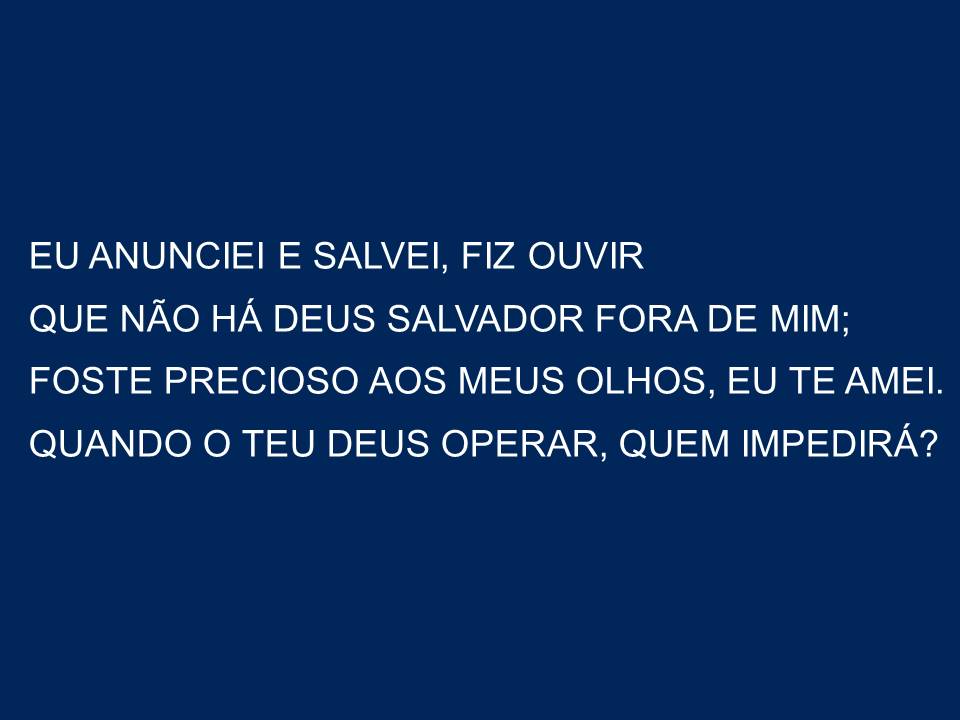 EU ANUNCIEI E SALVEI, FIZ OUVIR
QUE NÃO HÁ DEUS SALVADOR FORA DE MIM;
FOSTE PRECIOSO AOS MEUS OLHOS, EU TE AMEI.
QUANDO O TEU DEUS OPERAR, QUEM IMPEDIRÁ?